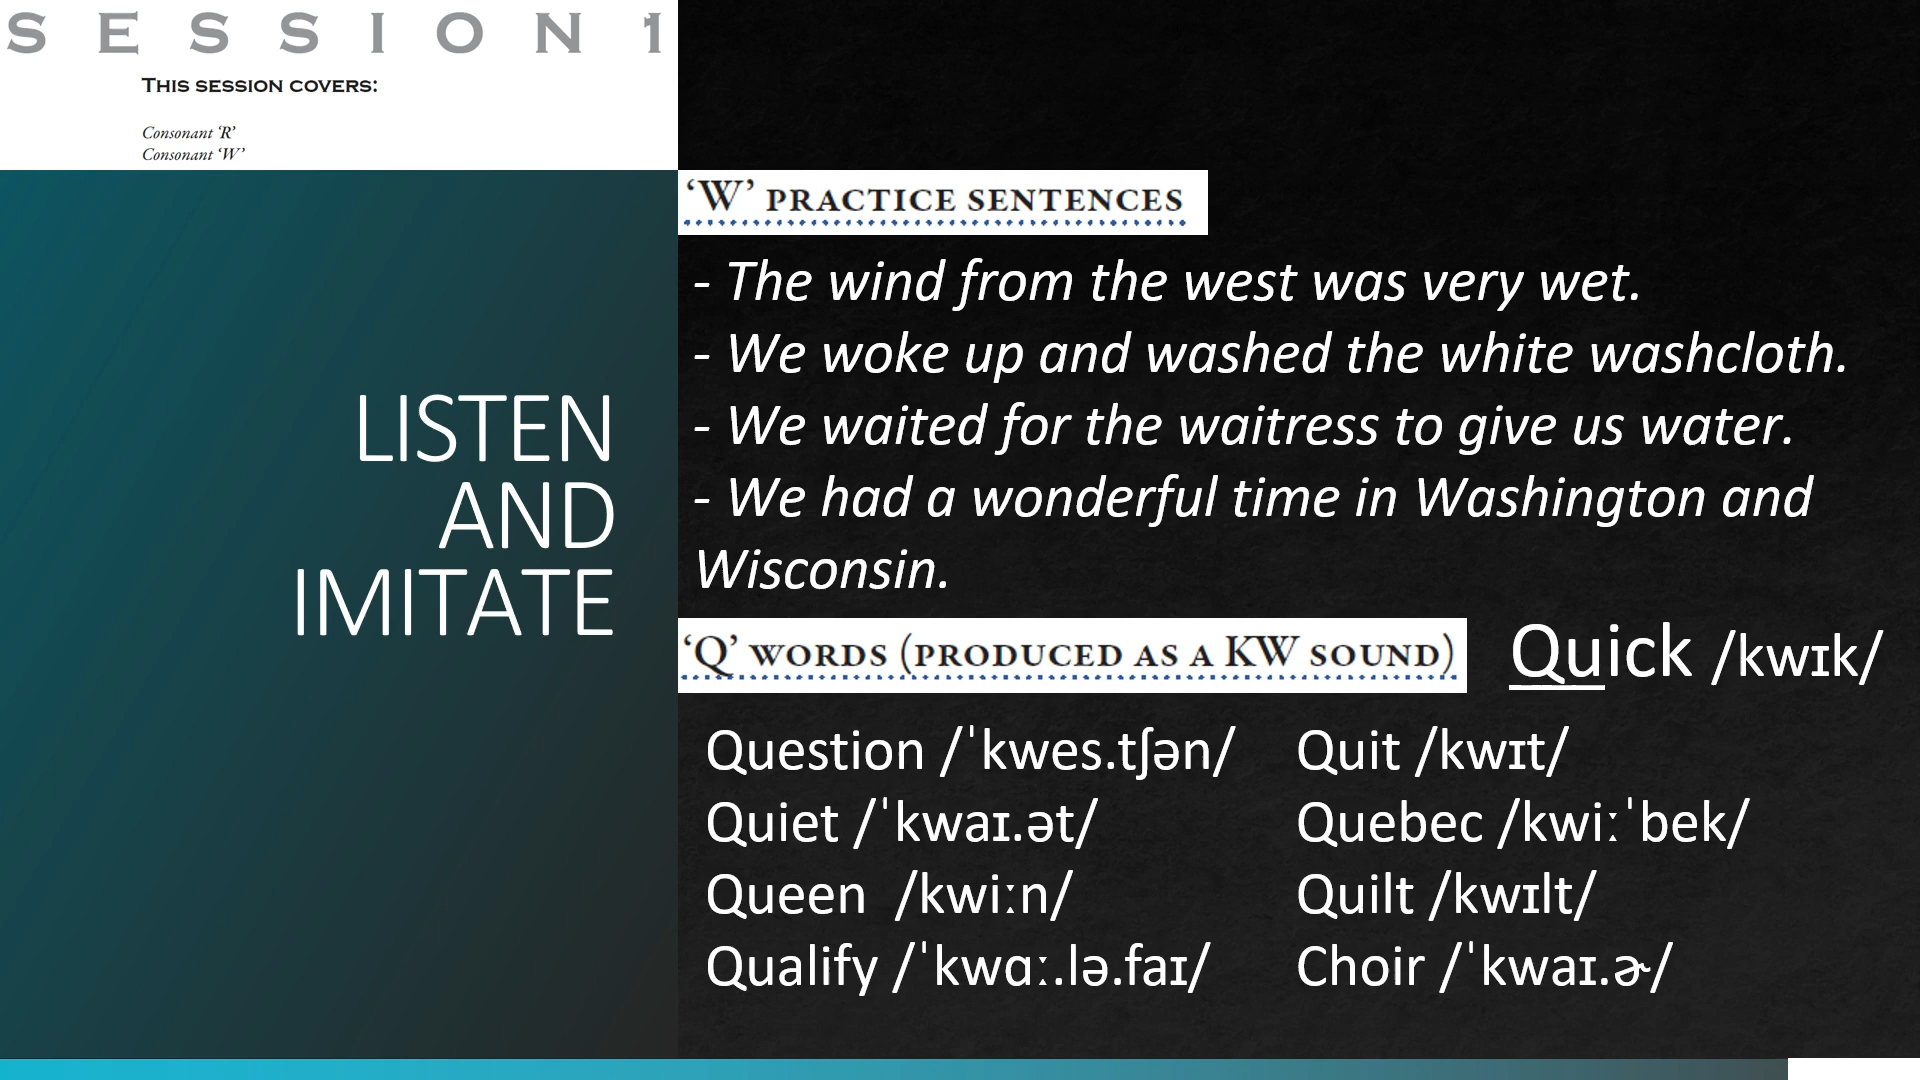 SESSION 1
THIS SESSION COVERS:
Consonant ‘R’
Consonant ‘W’
LISTEN
AND
IMITATE
‘W’ PRACTICE SENTENCES
- The wind from the west was very wet.
- We woke up and washed the white washcloth.
- We waited for the waitress to give us water.
- We had a wonderful time in Washington and
Wisconsin.
‘Q’ WORDS (PRODUCED AS A KW SOUND)
Quick /kwɪk/
Question /ˈkwes.tʃən/
Quiet /ˈkwaɪ.ət/
Queen /kwiːn/
Qualify /ˈkwɑː.lə.faɪ/
Quit /kwɪt/
Quebec /kwiːˈbek/
Quilt /kwɪlt/
Choir /ˈkwaɪ.ɚ/